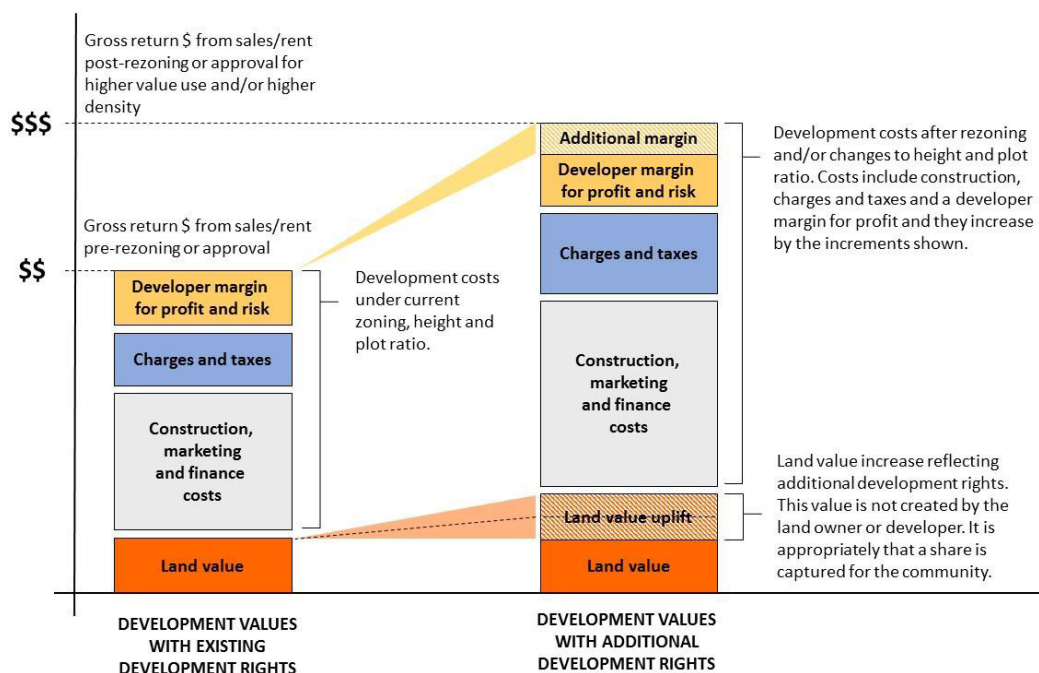 Gross return $ from sales/rent
post-rezoning or approval for
higher value use and/or higher
density
$$$
Gross return $ from sales/rent
pre-rezoning or approval
$$
Developer margin
for profit and risk
Charges and taxes
Construction,
marketing
and finance
costs
Land value
Development costs
under current
zoning, height and
plot ratio.
Additional margin
Developer margin
for profit and risk
Charges and taxes
Construction,
marketing
and finance
costs
Land value uplift
Land value
Development costs after rezoning
and/or changes to height and plot
ratio. Costs include construction,
charges and taxes and a developer
margin for profit and they increase
by the increments shown.
Land value increase reflecting
additional development rights.
This value is not created by the
land owner or developer. It is
appropriately that a share is
captured for the community.
DEVELOPMENT VALUES
WITH EXISTING
DEVELOPMENT RIGHTS
DEVELOPMENT VALUES
WITH ADDITIONAL
DEVELOPMENT RIGHTS